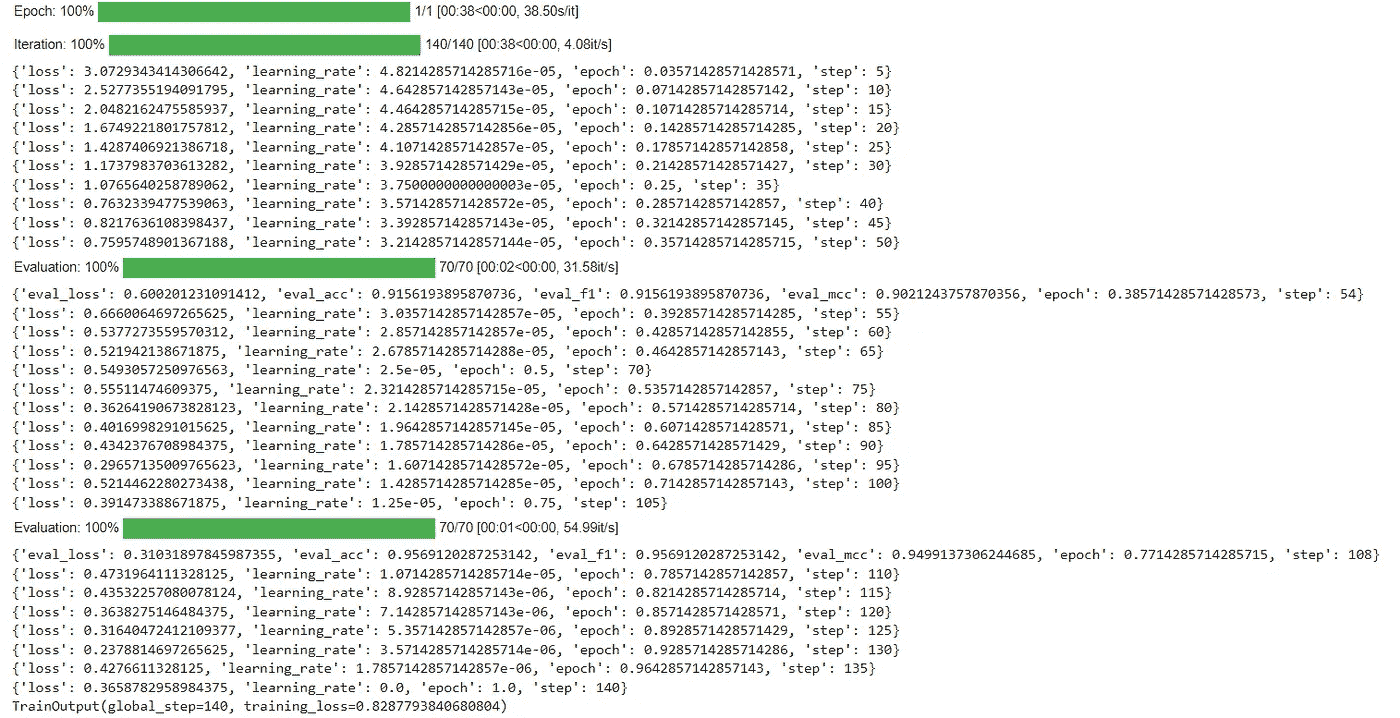 Epoch: 100% 1/1 [00:38<00:00, 38.50s/it]
Iteration: 100% 140/140 [00:38<00:00, 4.08it/s]
{'loss': 3.0729343414306642, 'learning_rate': 4.8214285714285716e-05, 'epoch': 0.03571428571428571, 'step': 5}
{'loss': 2.5277355194091795, 'learning_rate': 4.642857142857143e-05, 'epoch': 0.07142857142857142, 'step': 10}
{'loss': 2.0482162475585937, 'learning_rate': 4.464285714285715e-05, 'epoch': 0.10714285714285714, 'step': 15}
{'loss': 1.6749221801757812, 'learning_rate': 4.2857142857142856e-05, 'epoch': 0.14285714285714285, 'step': 20}
{'loss': 1.4287406921386718, 'learning_rate': 4.107142857142857e-05, 'epoch': 0.17857142857142858, 'step': 25}
{'loss': 1.1737983703613282, 'learning_rate': 3.928571428571429e-05, 'epoch': 0.21428571428571427, 'step': 30}
{'loss': 1.0765640258789062, 'learning_rate': 3.7500000000000003e-05, 'epoch': 0.25, 'step': 35}
{'loss': 0.7632339477539063, 'learning_rate': 3.571428571428572e-05, 'epoch': 0.2857142857142857, 'step': 40}
{'loss': 0.8217636108398437, 'learning_rate': 3.392857142857143e-05, 'epoch': 0.32142857142857145, 'step': 45}
{'loss': 0.7595748901367188, 'learning_rate': 3.2142857142857144e-05, 'epoch': 0.35714285714285715, 'step': 50}
Evaluation: 100% 70/70 [00:02<00:00, 31.58it/s]
{'eval_loss': 0.600201231091412, 'eval_acc': 0.9156193895870736, 'eval_f1': 0.9156193895870736, 'eval_mcc': 0.9021243757870356, 'epoch': 0.38571428571428573, 'step': 54}
{'loss': 0.6660064697265625, 'learning_rate': 3.0357142857142857e-05, 'epoch': 0.39285714285714285, 'step': 55}
{'loss': 0.5377273559570312, 'learning_rate': 2.857142857142857e-05, 'epoch': 0.42857142857142855, 'step': 60}
{'loss': 0.521942138671875, 'learning_rate': 2.6785714285714288e-05, 'epoch': 0.4642857142857143, 'step': 65}
{'loss': 0.5493057250976563, 'learning_rate': 2.5e-05, 'epoch': 0.5, 'step': 70}
{'loss': 0.55511474609375, 'learning_rate': 2.3214285714285715e-05, 'epoch': 0.5357142857142857, 'step': 75}
{'loss': 0.36264190673828123, 'learning_rate': 2.1428571428571428e-05, 'epoch': 0.5714285714285714, 'step': 80}
{'loss': 0.4016998291015625, 'learning_rate': 1.9642857142857145e-05, 'epoch': 0.6071428571428571, 'step': 85}
{'loss': 0.4342376708984375, 'learning_rate': 1.785714285714286e-05, 'epoch': 0.6428571428571429, 'step': 90}
{'loss': 0.29657135009765623, 'learning_rate': 1.6071428571428572e-05, 'epoch': 0.6785714285714286, 'step': 95}
{'loss': 0.5214462280273438, 'learning_rate': 1.4285714285714285e-05, 'epoch': 0.7142857142857143, 'step': 100}
{'loss': 0.391473388671875, 'learning_rate': 1.25e-05, 'epoch': 0.75, 'step': 105}
Evaluation: 100% 70/70 [00:01<00:00, 54.99it/s]
{'eval_loss': 0.31031897845987355, 'eval_acc': 0.9569120287253142, 'eval_f1': 0.9569120287253142, 'eval_mcc': 0.9499137306244685, 'epoch': 0.7714285714285715, 'step': 108}
{'loss': 0.4731964111328125, 'learning_rate': 1.0714285714285714e-05, 'epoch': 0.7857142857142857, 'step': 110}
{'loss': 0.43532257080078124, 'learning_rate': 8.92857142857143e-06, 'epoch': 0.8214285714285714, 'step': 115}
{'loss': 0.3638275146484375, 'learning_rate': 7.142857142857143e-06, 'epoch': 0.8571428571428571, 'step': 120}
{'loss': 0.31640472412109377, 'learning_rate': 5.357142857142857e-06, 'epoch': 0.8928571428571429, 'step': 125}
{'loss': 0.2378814697265625, 'learning_rate': 3.5714285714285714e-06, 'epoch': 0.9285714285714286, 'step': 130}
{'loss': 0.4276611328125, 'learning_rate': 1.7857142857142857e-06, 'epoch': 0.9642857142857143, 'step': 135}
{'loss': 0.3658782958984375, 'learning_rate': 0.0, 'epoch': 1.0, 'step': 140}
TrainOutput(global_step=140, training_loss=0.8287793840680804)